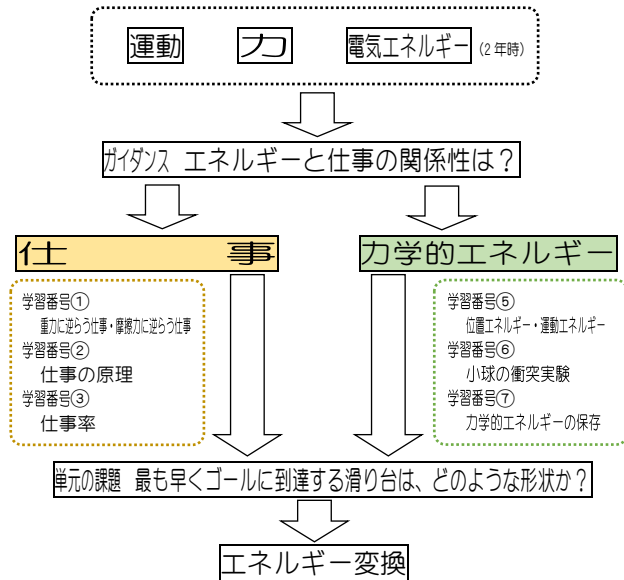 運動 力 電気エネルギー (2年時)
ガイダンス エネルギーと仕事の関係性は？
仕 事 力学的エネルギー
学習番号①
重力に逆らう仕事・摩擦力に逆らう仕事
学習番号②
仕事の原理
学習番号③
仕事率
学習番号⑤
位置エネルギー・運動エネルギー
学習番号⑥
小球の衝突実験
学習番号⑦
力学的エネルギーの保存
単元の課題 最も早くゴールに到達する滑り台は、どのような形状か？
エネルギー変換